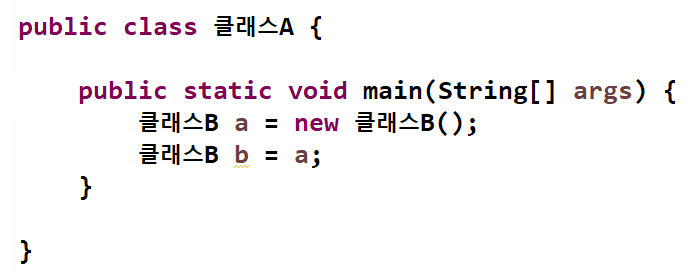 public class 클래스A {
public static void main(String[] args) {
클래스B a = new 클래스B();
클래스B b = a;
}
}